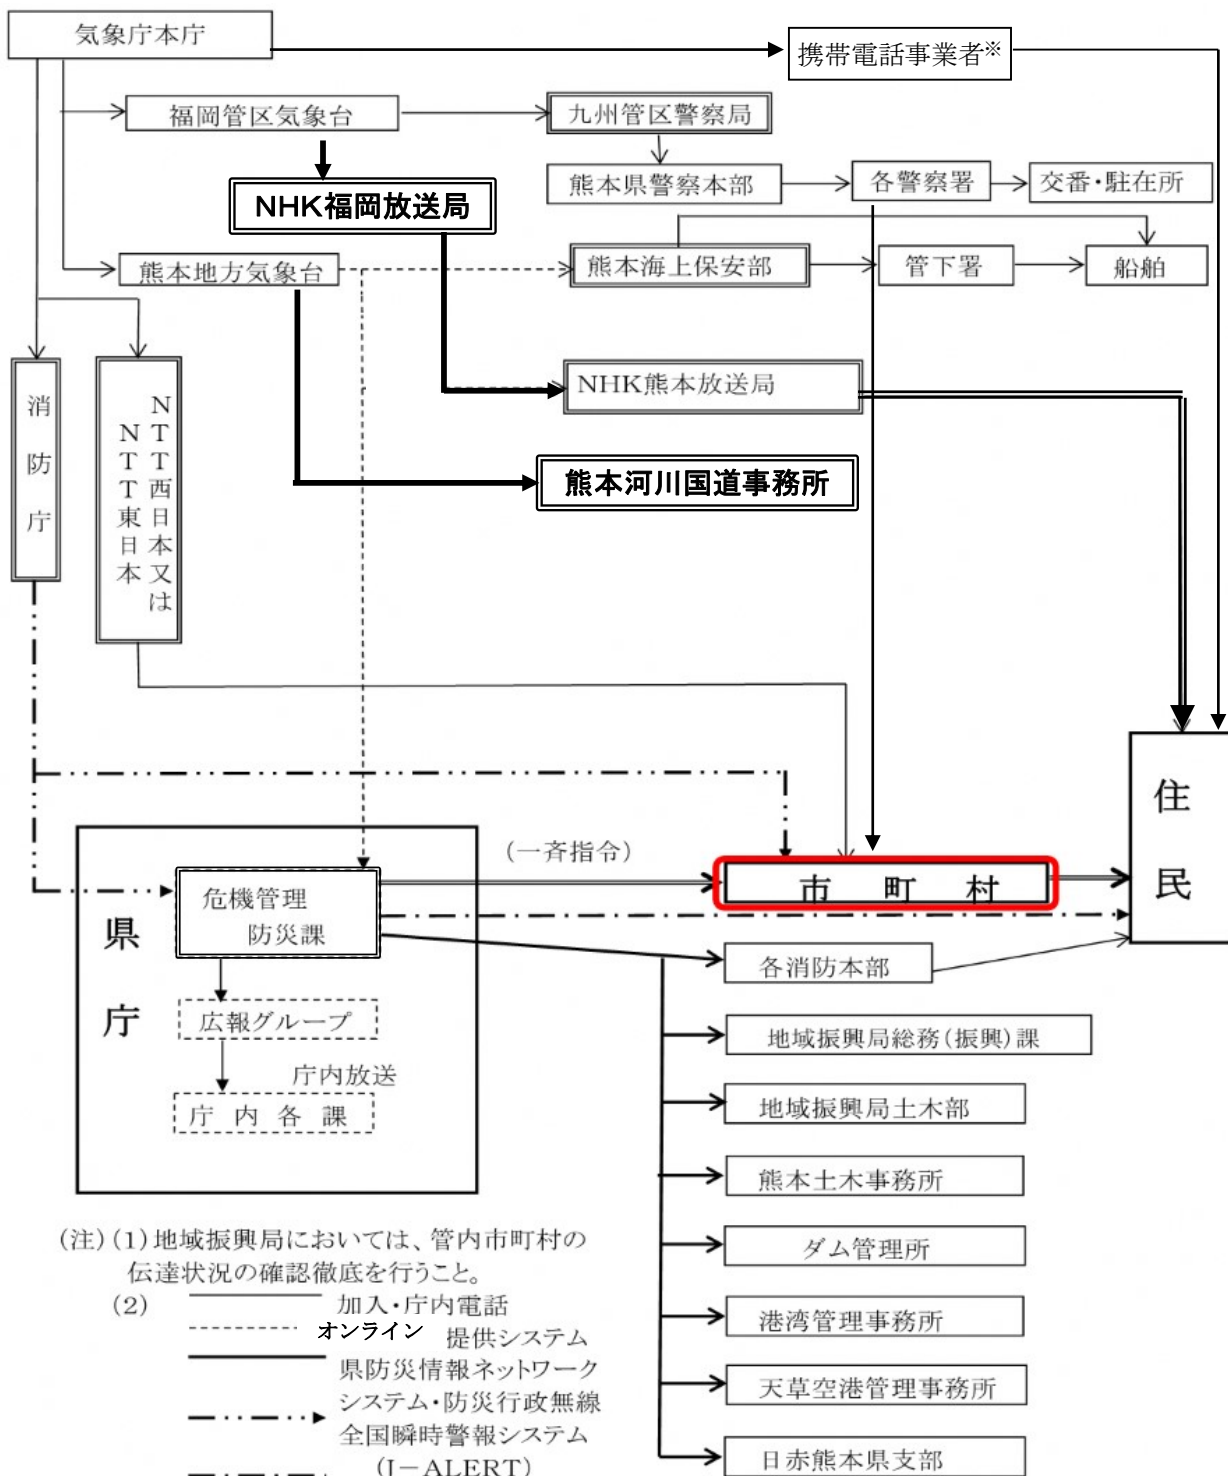 気象庁本庁
携帯電話事業者※
福岡管区気象台
九州管区警察局
熊本県警察本部
各警察署
交番・駐在所
NHK福岡放送局
熊本地方気象台
熊本海上保安部
管下署
船舶
消防庁
NTT西日本又は
NTT東日本
NHK熊本放送局
熊本河川国道事務所
住民
(一斉指令)
市町村
県庁
危機管理
防災課
各消防本部
広報グループ
地域振興局総務(振興)課
庁内放送
庁内各課
地域振興局土木部
熊本土木事務所
ダム管理所
港湾管理事務所
天草空港管理事務所
日赤熊本県支部
(注)(1)地域振興局においては、管内市町村の
伝達状況の確認徹底を行うこと。
(2)
加入・庁内電話
オンライン 提供システム
県防災情報ネットワーク
システム・防災行政無線
全国瞬時警報システム
(J-ALERT)